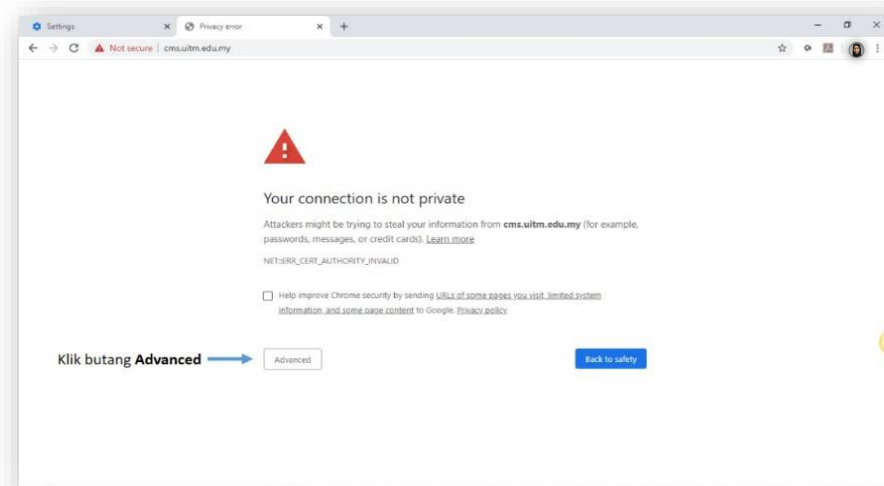 Settings
Privacy error
Not secure | cms.uitm.edu.my
Your connection is not private
Attackers might be trying to steal your information from cms.uitm.edu.my (for example,
passwords, messages, or credit cards). Learn more
NET::ERR_CERT_AUTHORITY_INVALID
Help improve Chrome security by sending URLs of some pages you visit, limited system
information, and some page content to Google. Privacy policy
Klik butang Advanced
Advanced
Back to safety